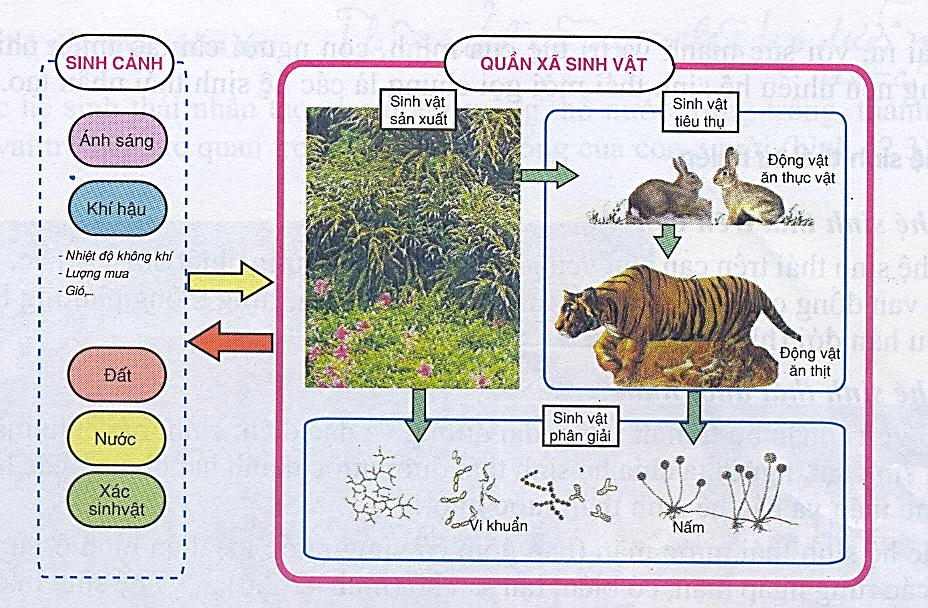 SINH CẢNH
Ánh sáng
Khí hậu
- Nhiệt độ không khí
- Lượng mưa
- Gió,...
Đất
Nước
Xác
sinhvật
QUẦN XÃ SINH VẬT
Sinh vật
sản xuất
Sinh vật
tiêu thụ
Động vật
ăn thực vật
Động vật
ăn thịt
Sinh vật
phân giải
Vi khuẩn
Nấm